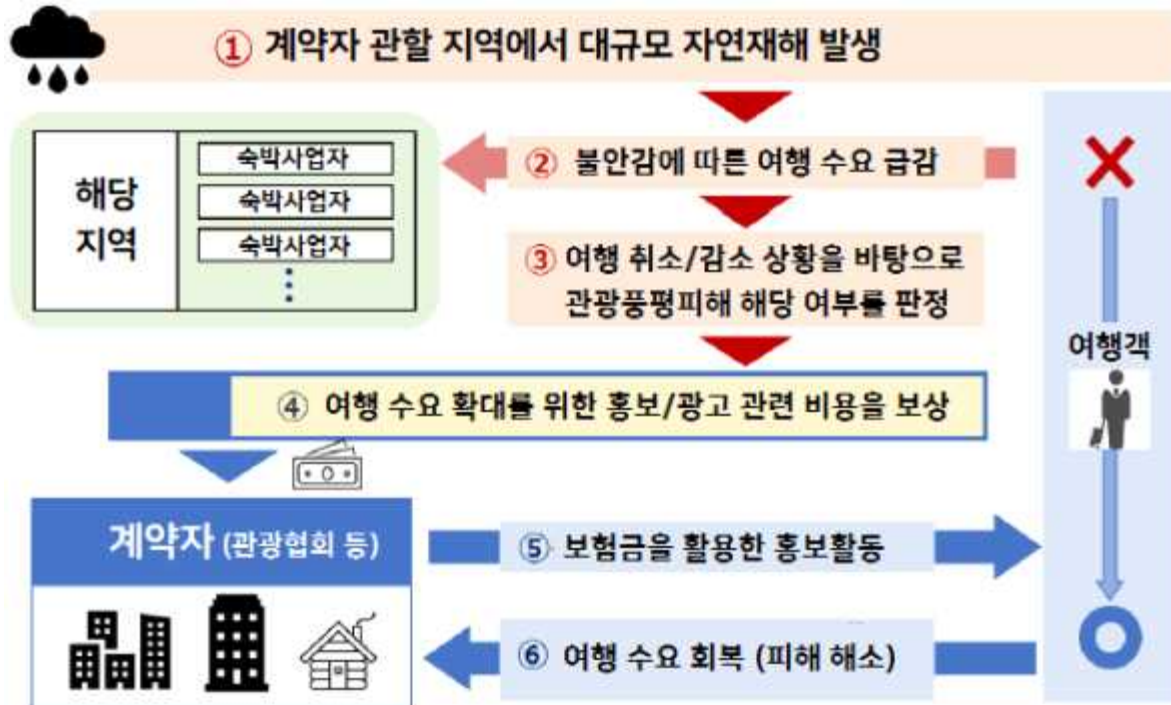 ① 계약자 관할 지역에서 대규모 자연재해 발생
해당
지역
숙박사업자
숙박사업자
숙박사업자
② 불안감에 따른 여행 수요 급감
③ 여행 취소/감소 상황을 바탕으로
관광풍평피해 해당 여부를 판정
여행객
④ 여행 수요 확대를 위한 홍보/광고 관련 비용을 보상
계약자 (관광협회 등)
⑤ 보험금을 활용한 홍보활동
⑥ 여행 수요 회복 (피해 해소)